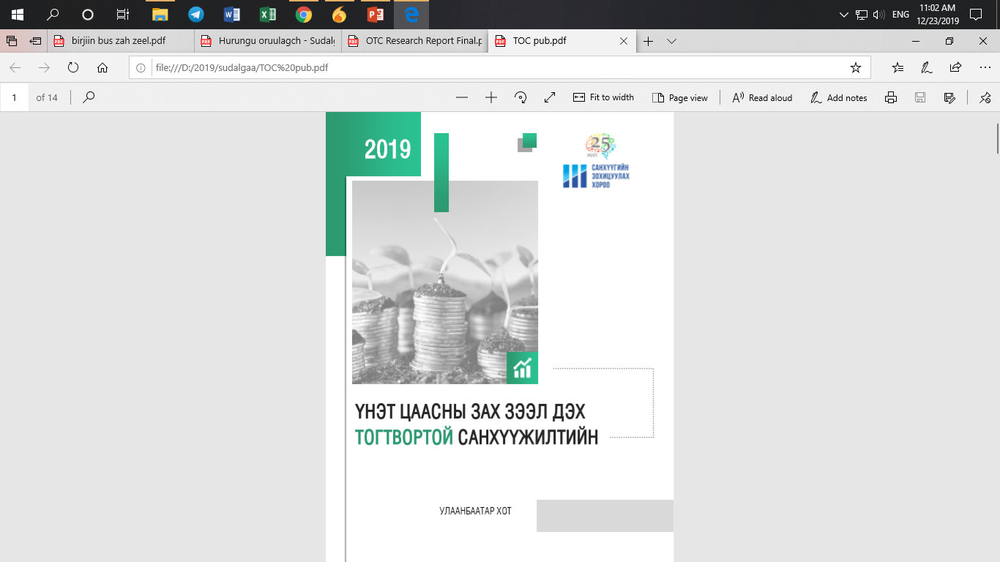 ENG
11:02 AM
12/23/2019
birjiin bus zah zeel.pdf
Hurungu oruulagch - Sudalg
OTC Research Report Final.p
TOC pub.pdf
file:///D:/2019/sudalgaa/TOC%20pub.pdf
1 of 14
Fit to width
Page view
Read aloud
Add notes
2019
25
ЖИЛ
САНХҮҮГИЙН
ЗОХИЦУУЛАХ
ХОРОО
ҮНЭТ ЦААСНЫ ЗАХ ЗЭЭЛ ДЭХ
ТОГТВОРТОЙ САНХҮҮЖИЛТИЙН
УЛААНБААТАР ХОТ